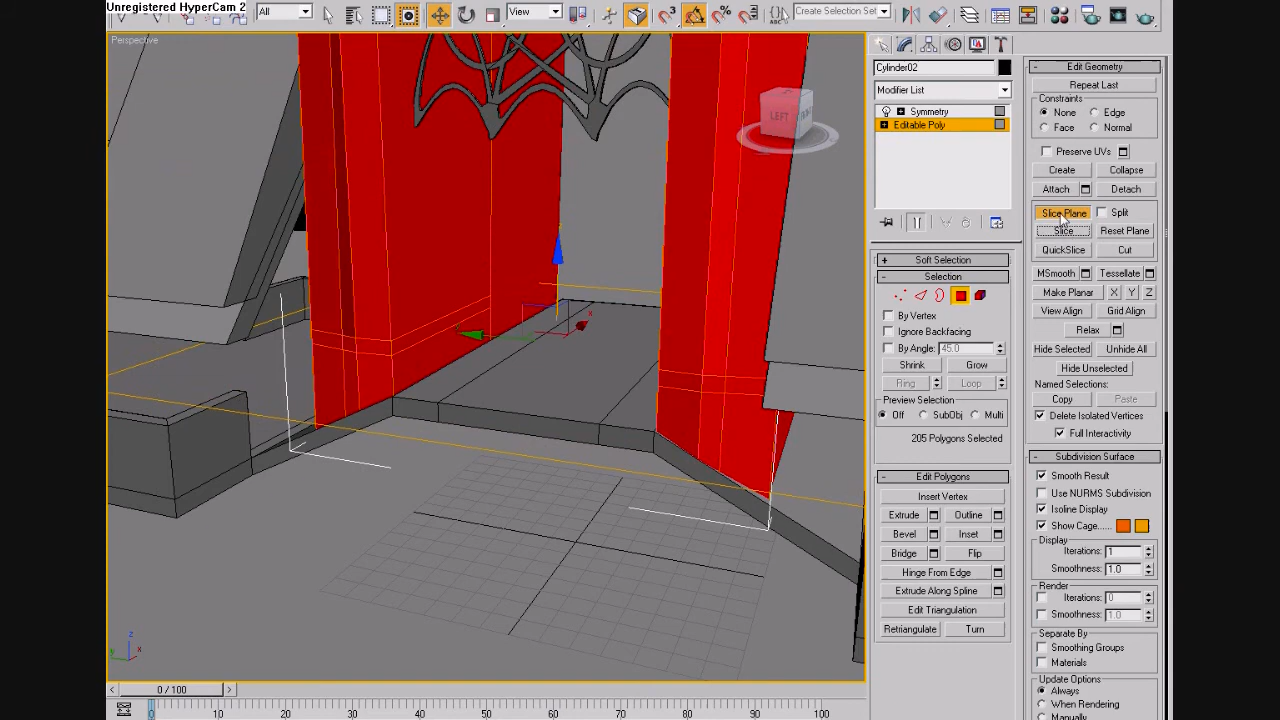 Unregistered HyperCam 2
All
View
3
Create Selection Set
Perspective
LEFT
x
z
y
x
Cylinder02
Modifier List
Symmetry
Editable Poly
Soft Selection
Selection
By Vertex
Ignore Backfacing
By Angle: 45.0
Shrink
Grow
Ring
Loop
Preview Selection
Off
SubObj
Multi
205 Polygons Selected
Edit Polygons
Insert Vertex
Extrude
Outline
Bevel
Inset
Bridge
Flip
Hinge From Edge
Extrude Along Spline
Edit Triangulation
Retriangulate
Turn
Edit Geometry
Repeat Last
Constraints
None
Edge
Face
Normal
Preserve UVs
Create
Collapse
Attach
Detach
Slice Plane
Split
Slice
Reset Plane
QuickSlice
Cut
MSmooth
Tessellate
Make Planar
X
Y
Z
View Align
Grid Align
Relax
Hide Selected
Unhide All
Hide Unselected
Named Selections:
Copy
Paste
Delete Isolated Vertices
Full Interactivity
Subdivision Surface
Smooth Result
Use NURMS Subdivision
Isoline Display
Show Cage......
Display
Iterations: 1
Smoothness: 1.0
Render
Iterations: 0
Smoothness: 1.0
Separate By
Smoothing Groups
Materials
Update Options
Always
When Rendering
Manually
0 / 100
0
10
20
30
40
50
60
70
80
90
100